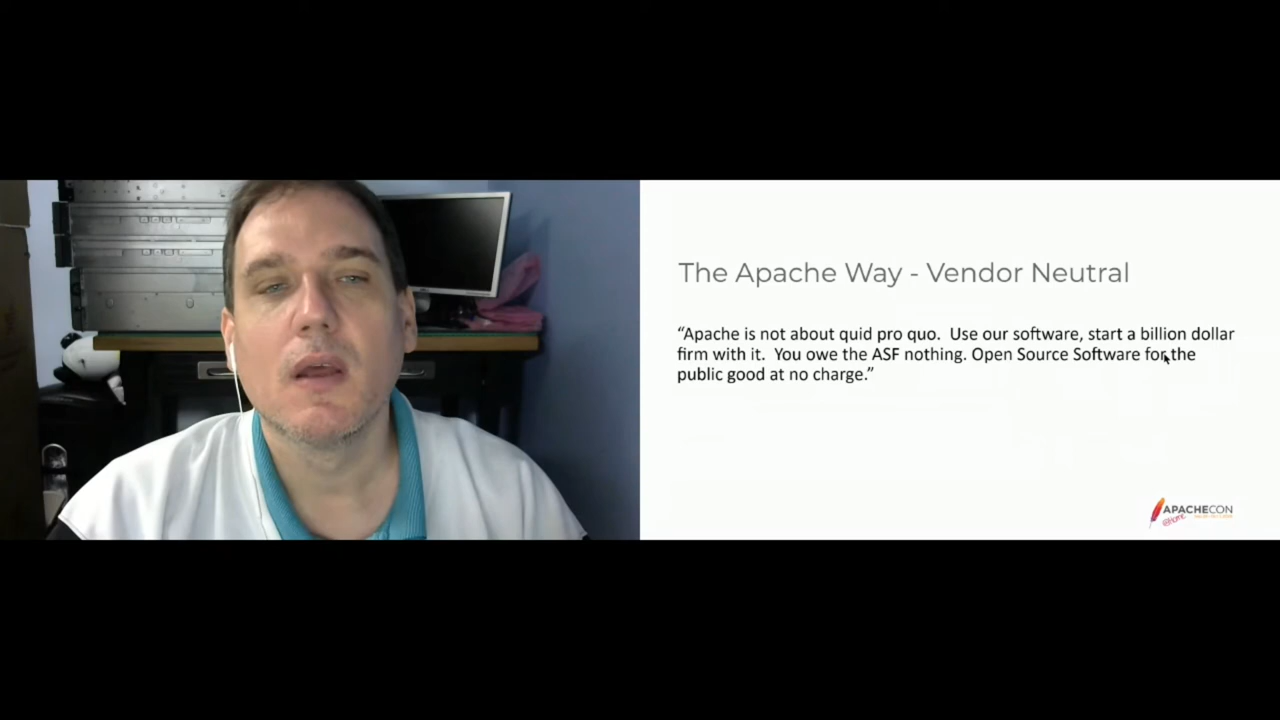 The Apache Way - Vendor Neutral
“Apache is not about quid pro quo.  Use our software, start a billion dollar
firm with it.  You owe the ASF nothing. Open Source Software for the
public good at no charge.”
APACHECON
@Home